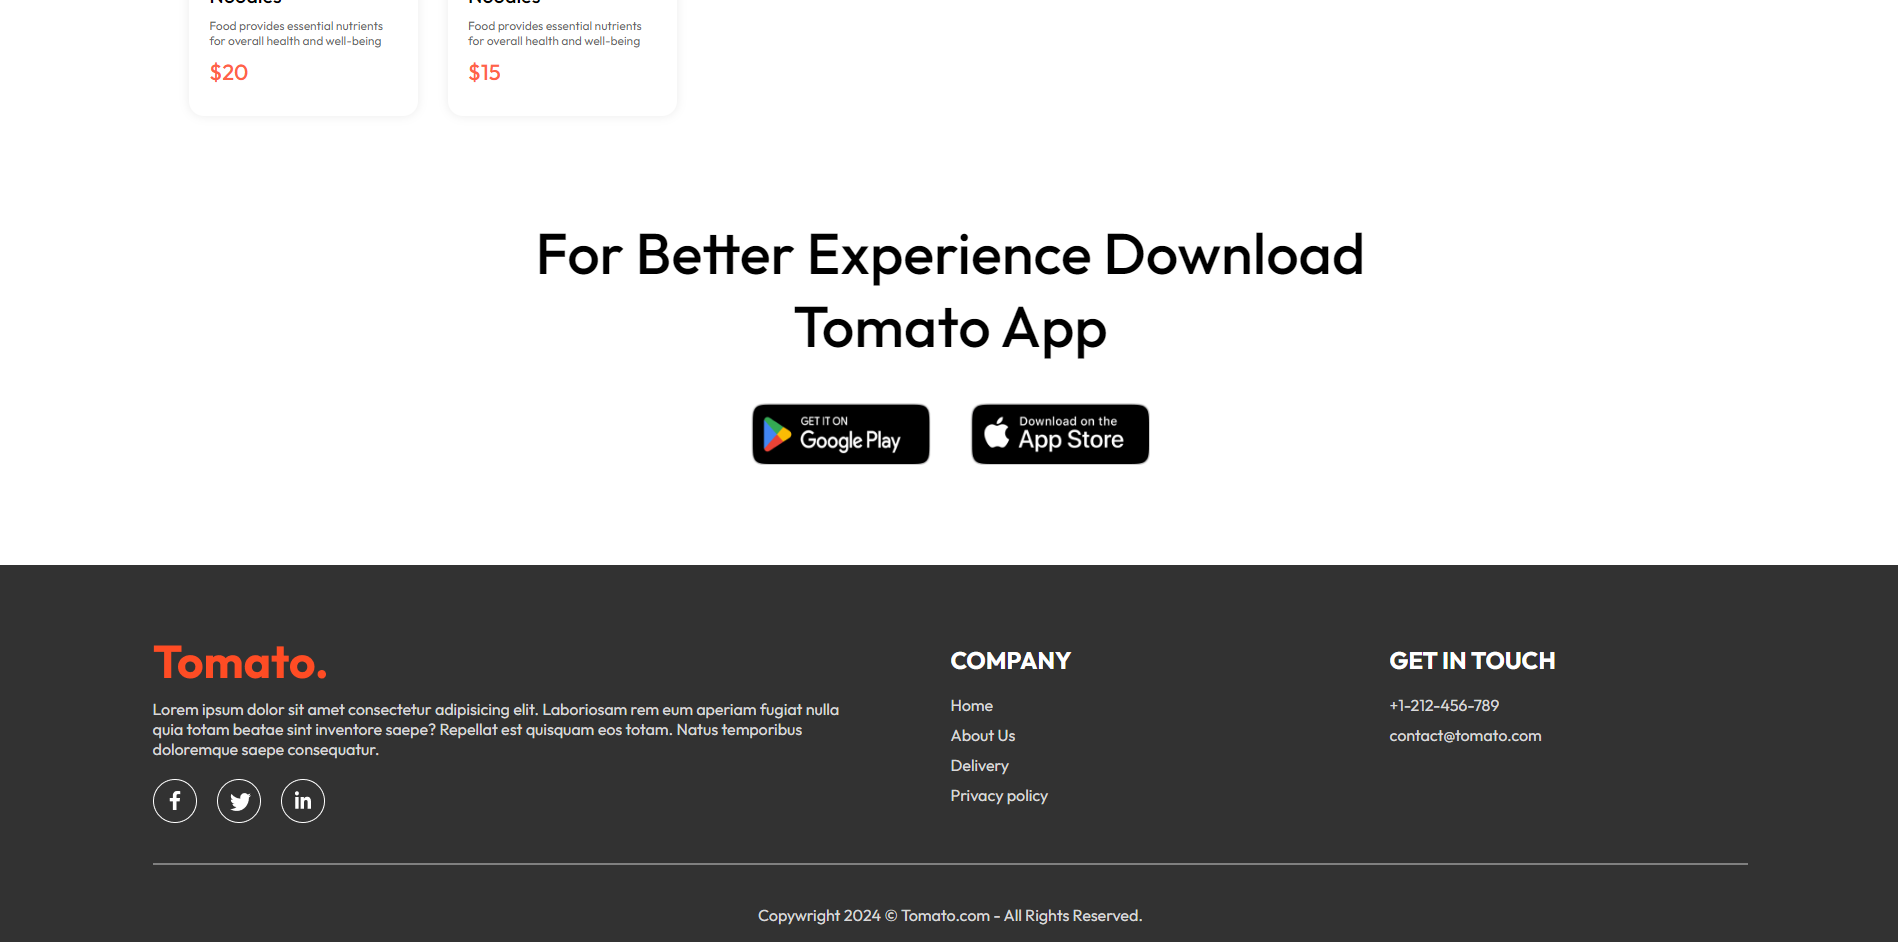 Noodles
Noodles
Food provides essential nutrients
for overall health and well-being
Food provides essential nutrients
for overall health and well-being
$20
$15
For Better Experience Download
Tomato App
GET IT ON
Google Play
Download on the
App Store
Tomato.
Lorem ipsum dolor sit amet consectetur adipisicing elit. Laboriosam rem eum aperiam fugiat nulla
quia totam beatae sint inventore saepe? Repellat est quisquam eos totam. Natus temporibus
doloremque saepe consequatur.
COMPANY
Home
About Us
Delivery
Privacy policy
GET IN TOUCH
+1-212-456-789
contact@tomato.com
Copywright 2024 © Tomato.com - All Rights Reserved.